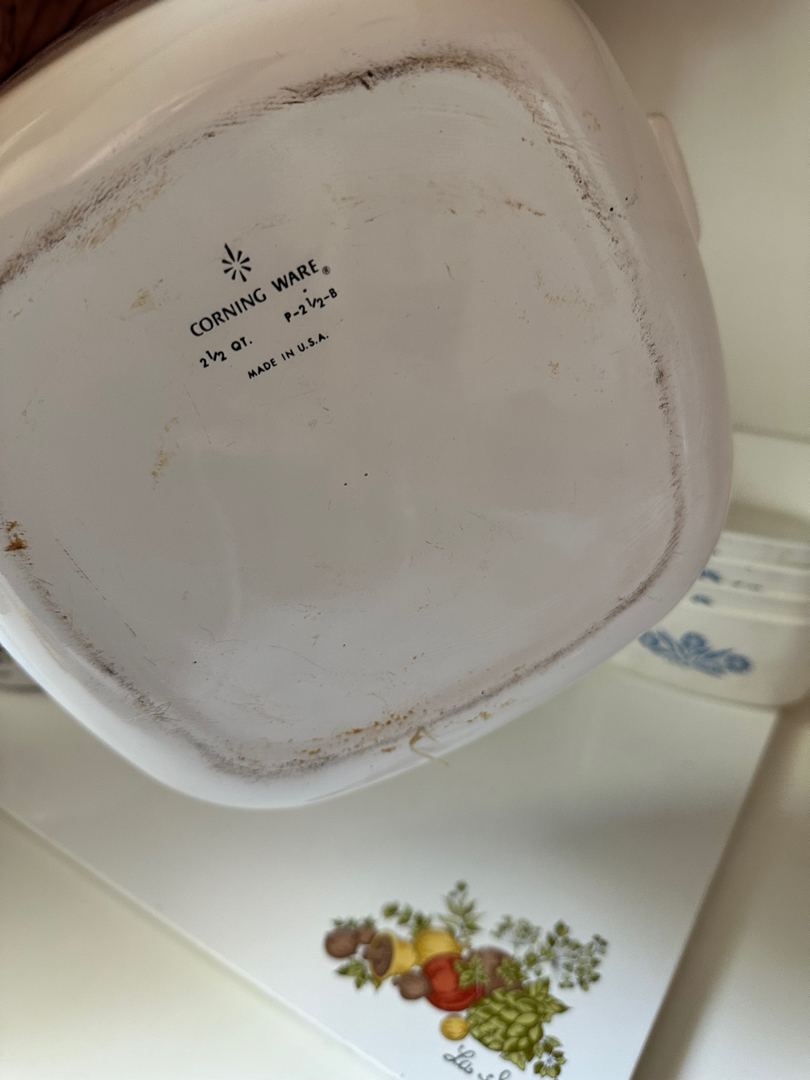 CORNING WARE®
2½ QT. P-2½-B
MADE IN U.S.A.